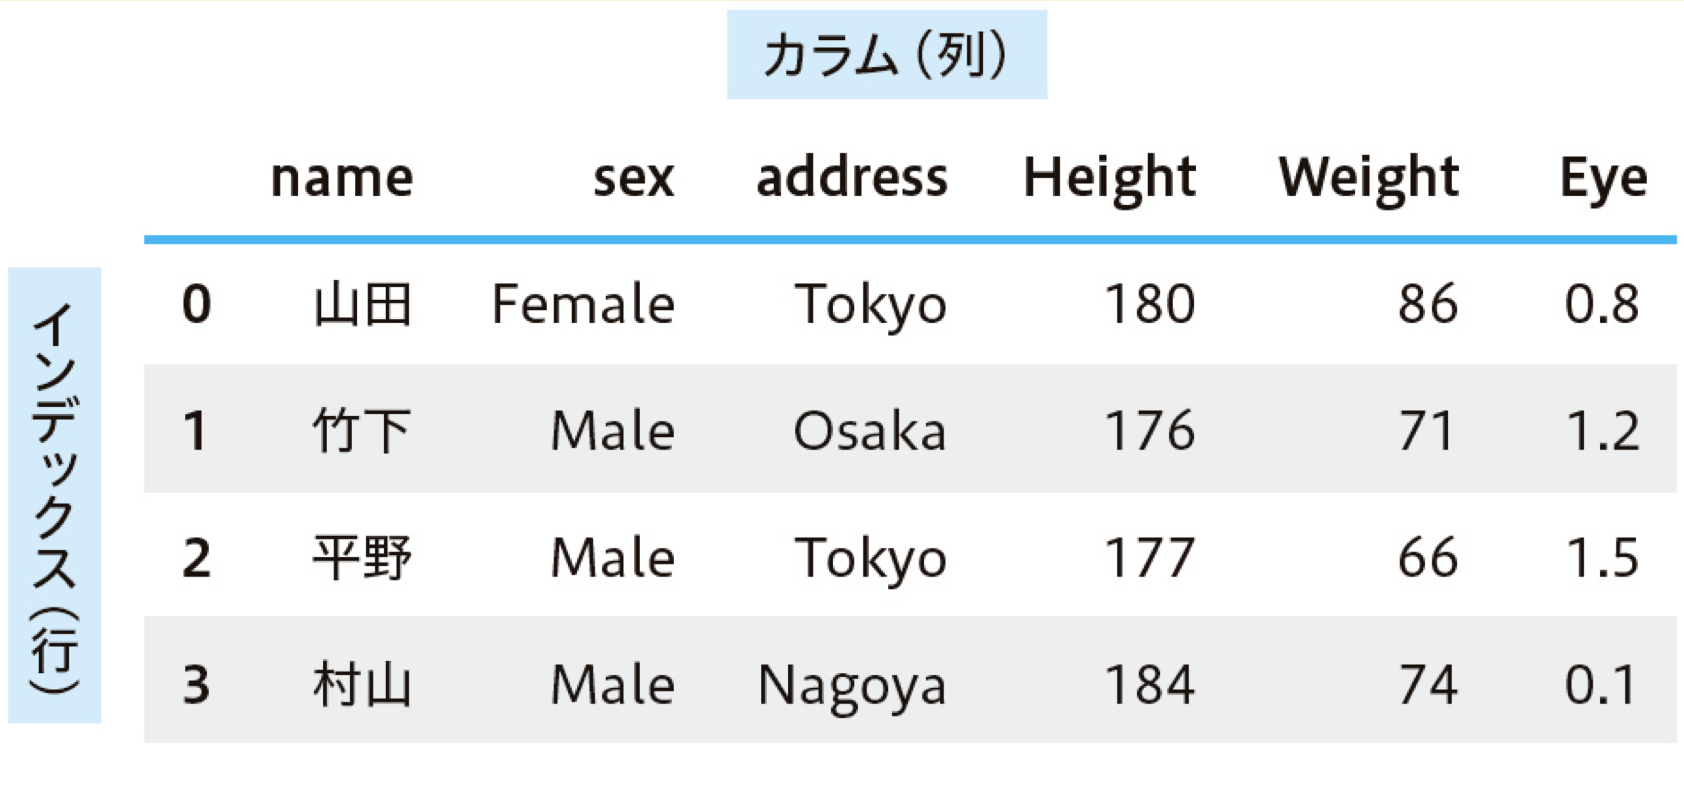 カラム（列）
name sex address Height Weight Eye
インデックス（行）
0 山田 Female Tokyo 180 86 0.8
1 竹下 Male Osaka 176 71 1.2
2 平野 Male Tokyo 177 66 1.5
3 村山 Male Nagoya 184 74 0.1